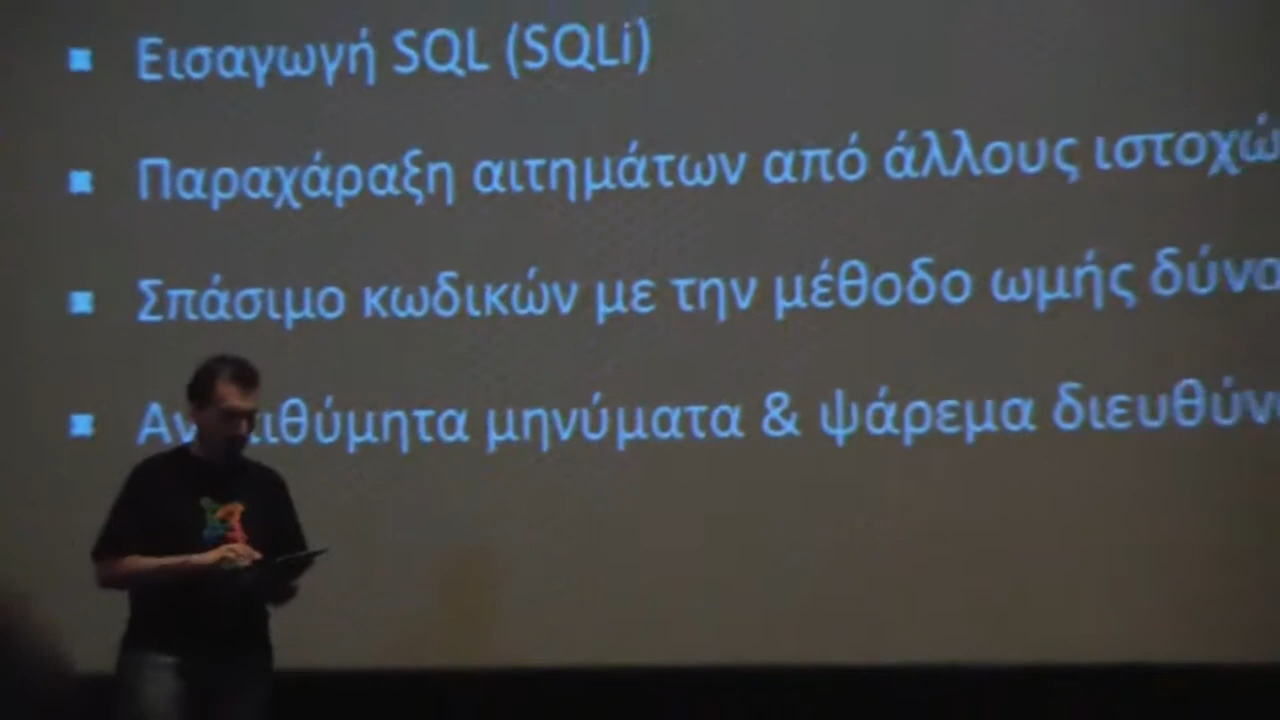 Εισαγωγή SQL (SQLi)
Παραχάραξη αιτημάτων από άλλους
Σπάσιμο κωδικών με την μέθοδο ωμής
μηνύματα & ψάρεμα